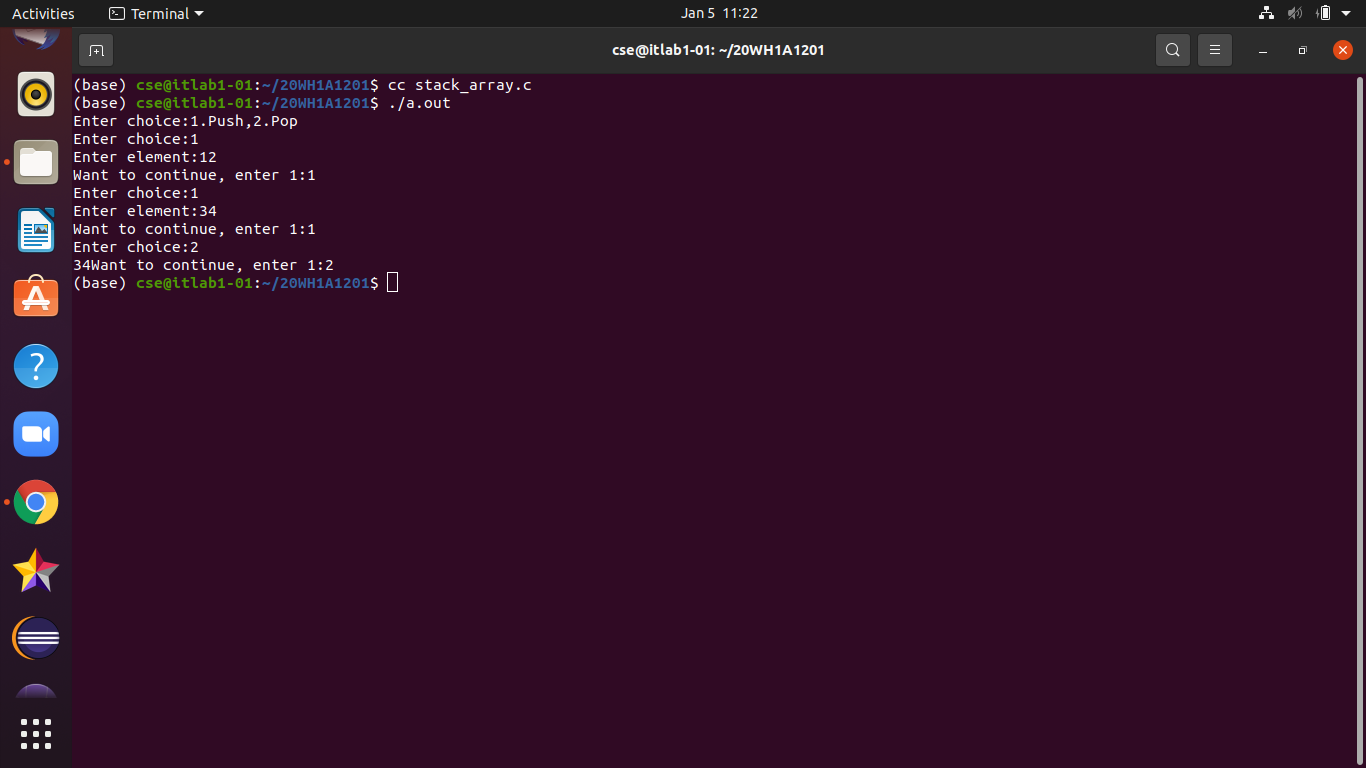 Activities Terminal Jan 5 11:22
cse@itlab1-01: ~/20WH1A1201
(base) cse@itlab1-01:~/20WH1A1201$ cc stack_array.c
(base) cse@itlab1-01:~/20WH1A1201$ ./a.out
Enter choice:1.Push,2.Pop
Enter choice:1
Enter element:12
Want to continue, enter 1:1
Enter choice:1
Enter element:34
Want to continue, enter 1:1
Enter choice:2
34Want to continue, enter 1:2
(base) cse@itlab1-01:~/20WH1A1201$